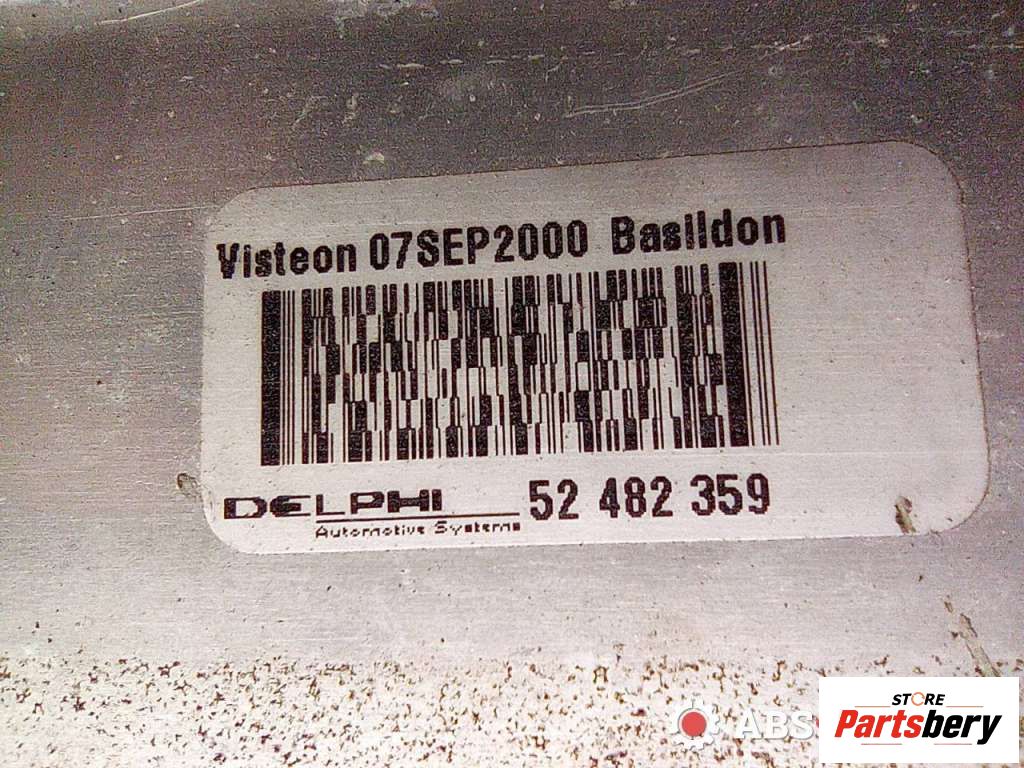 Visteon 07SEP2000 Basildon
DELPHI 52 482 359
Automotive Systems
ABS
STORE
Partsbery